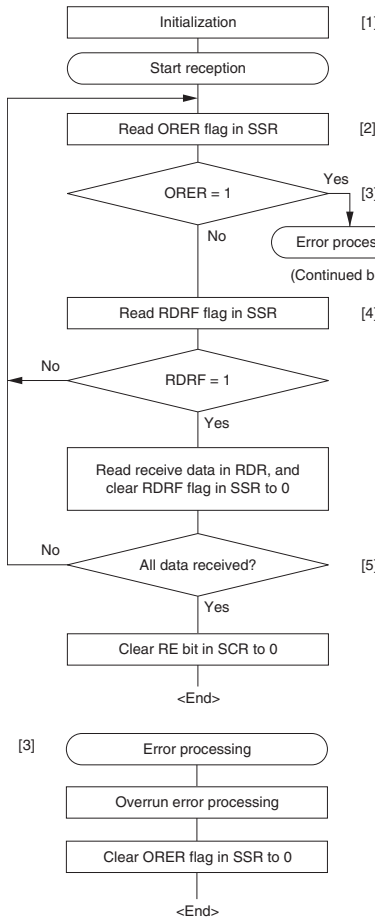 Initialization [1]
Start reception
Read ORER flag in SSR [2]
Yes
ORER = 1 [3]
No
Error
(Continued
Read RDRF flag in SSR [4]
No
RDRF = 1
Yes
Read receive data in RDR, and
clear RDRF flag in SSR to 0
No
All data received? [5]
Yes
Clear RE bit in SCR to 0
<End>
[3] Error processing
Overrun error processing
Clear ORER flag in SSR to 0
<End>